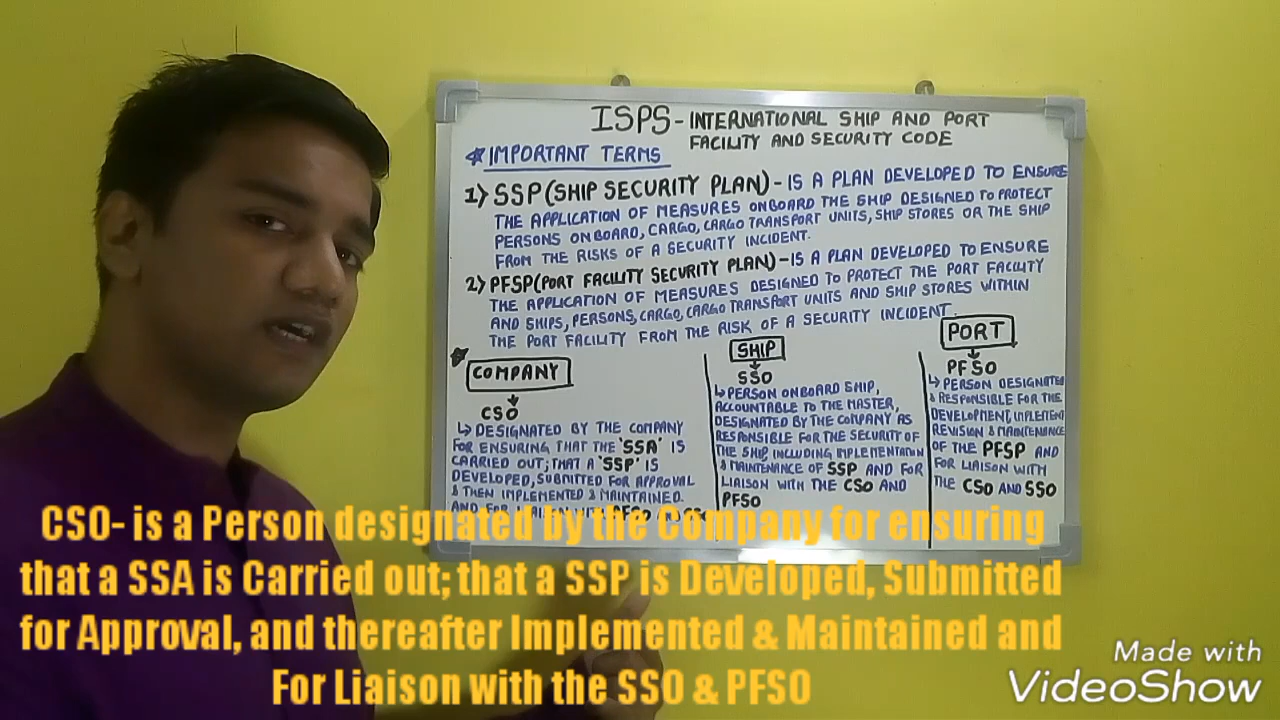 ISPS - INTERNATIONAL SHIP AND PORT
FACILITY AND SECURITY CODE
* IMPORTANT TERMS
1) SSP (SHIP SECURITY PLAN) - IS A PLAN DEVELOPED TO ENSURE
THE APPLICATION OF MEASURES ONBOARD THE SHIP DESIGNED TO PROTECT
PERSONS ONBOARD, CARGO, CARGO TRANSPORT UNITS, SHIP STORES OR THE SHIP
FROM THE RISKS OF A SECURITY INCIDENT.
2) PFSP (PORT FACILITY SECURITY PLAN) - IS A PLAN DEVELOPED TO ENSURE
THE APPLICATION OF MEASURES DESIGNED TO PROTECT THE PORT FACILITY
AND SHIPS, PERSONS, CARGO, CARGO TRANSPORT UNITS AND SHIP STORES WITHIN
THE PORT FACILITY FROM THE RISK OF A SECURITY INCIDENT.
COMPANY
CSO
DESIGNATED BY THE COMPANY
FOR ENSURING THAT THE 'SSA' IS
CARRIED OUT; THAT A 'SSP' IS
DEVELOPED, SUBMITTED FOR APPROVAL
& THEN IMPLEMENTED & MAINTAINED.
AND FOR LIAISON WITH PFSO AND SSO
SHIP
SSO
PERSON ONBOARD SHIP,
ACCOUNTABLE TO THE MASTER,
DESIGNATED BY THE COMPANY AS
RESPONSIBLE FOR THE SECURITY OF
THE SHIP, INCLUDING IMPLEMENTATION
& MAINTENANCE OF SSP AND FOR
LIAISON WITH THE CSO AND
PFSO
PORT
PFSO
PERSON DESIGNATED
& RESPONSIBLE FOR THE
DEVELOPMENT, IMPLEMENT
REVISION & MAINTENANCE
OF THE PFSP AND
FOR LIAISON WITH
THE CSO AND SSO
CSO- is a Person designated by the Company for ensuring
that a SSA is Carried out; that a SSP is Developed, Submitted
for Approval, and thereafter Implemented & Maintained and
For Liaison with the SSO & PFSO
Made with
VideoShow